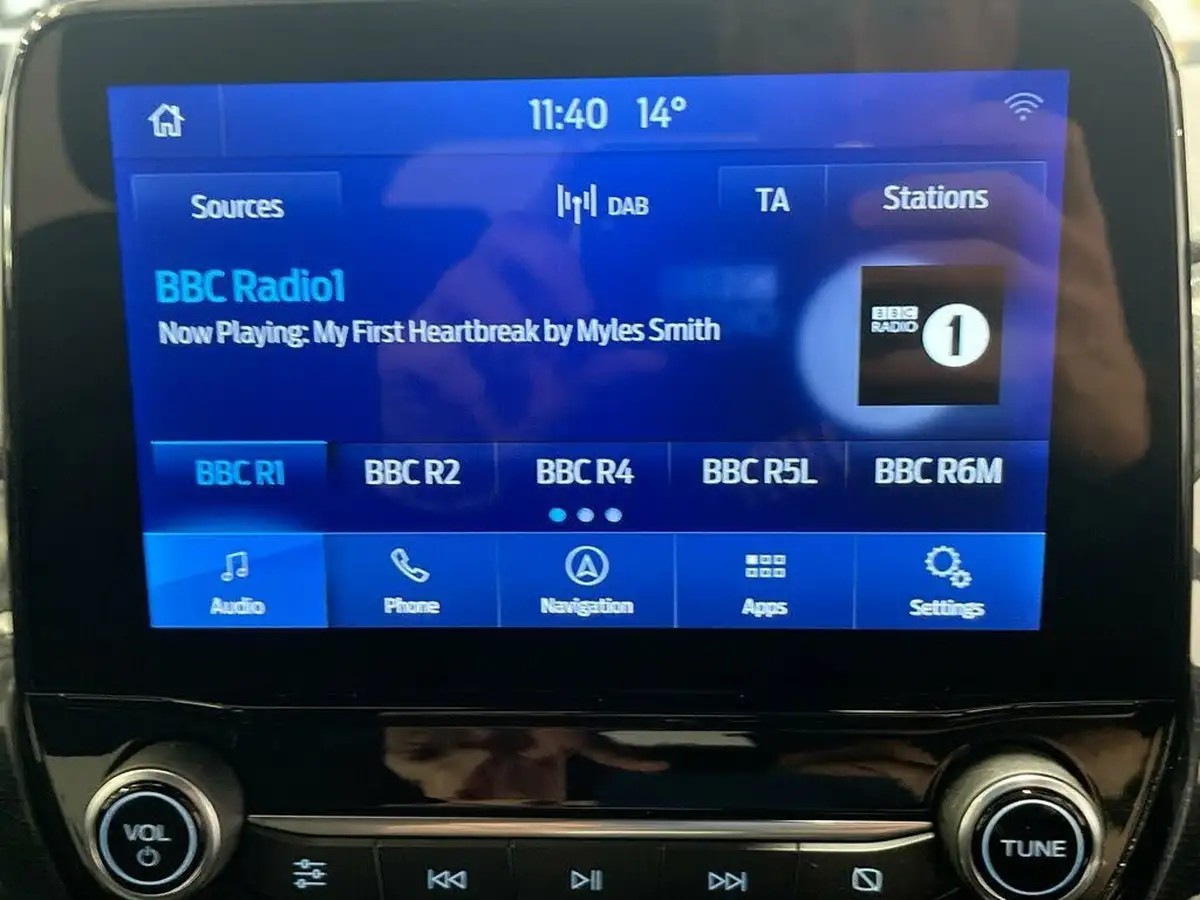 11:40 14°
Sources DAB TA Stations
BBC Radio1
Now Playing: My First Heartbreak by Myles Smith
BBC RADIO 1
BBC R1 BBC R2 BBC R4 BBC R5L BBC R6M
Audio Phone Navigation Apps Settings
VOL TUNE